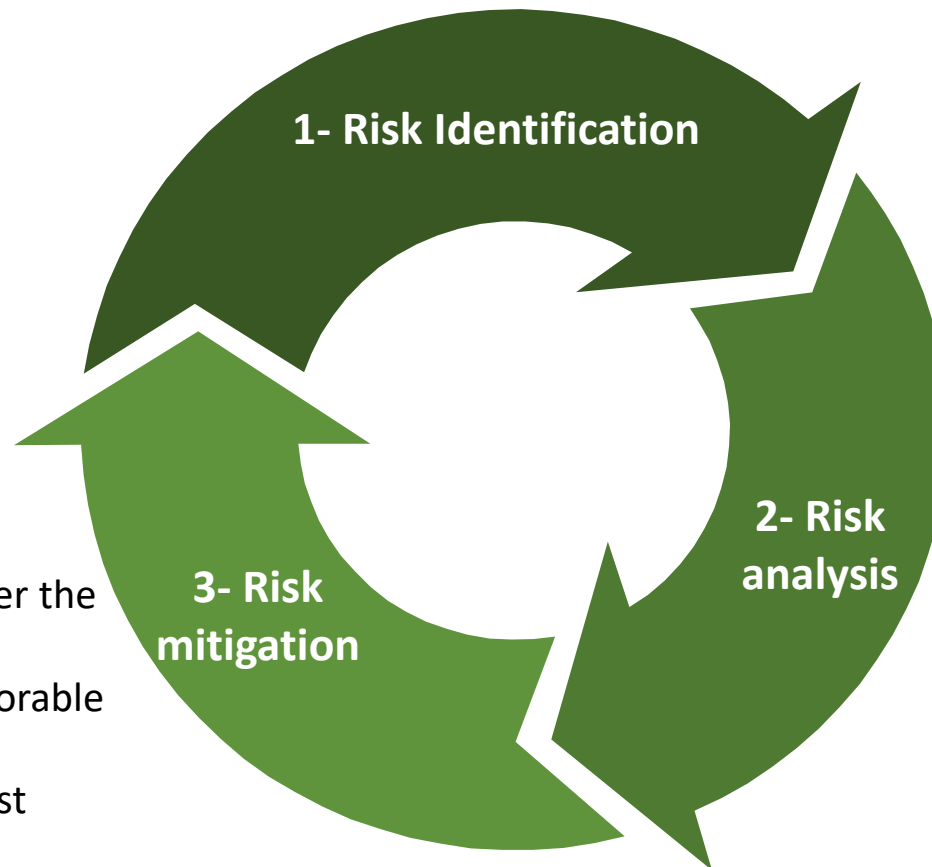 1- Risk Identification
2- Risk
analysis
3- Risk
mitigation
er the
orable
st